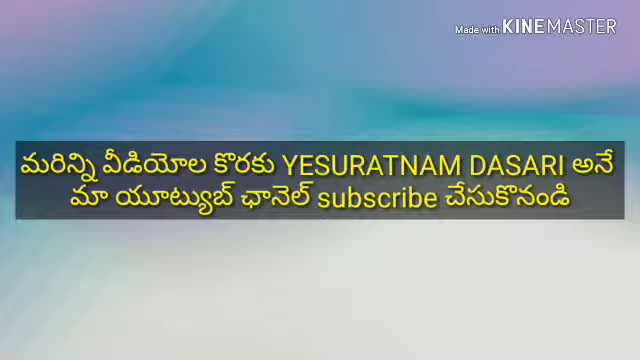 Made with KINEMASTER
మరిన్ని వీడియోల కొరకు YESURATNAM DASARI అనే
మా యూట్యుబ్ ఛానెల్ subscribe చేసుకొనండి